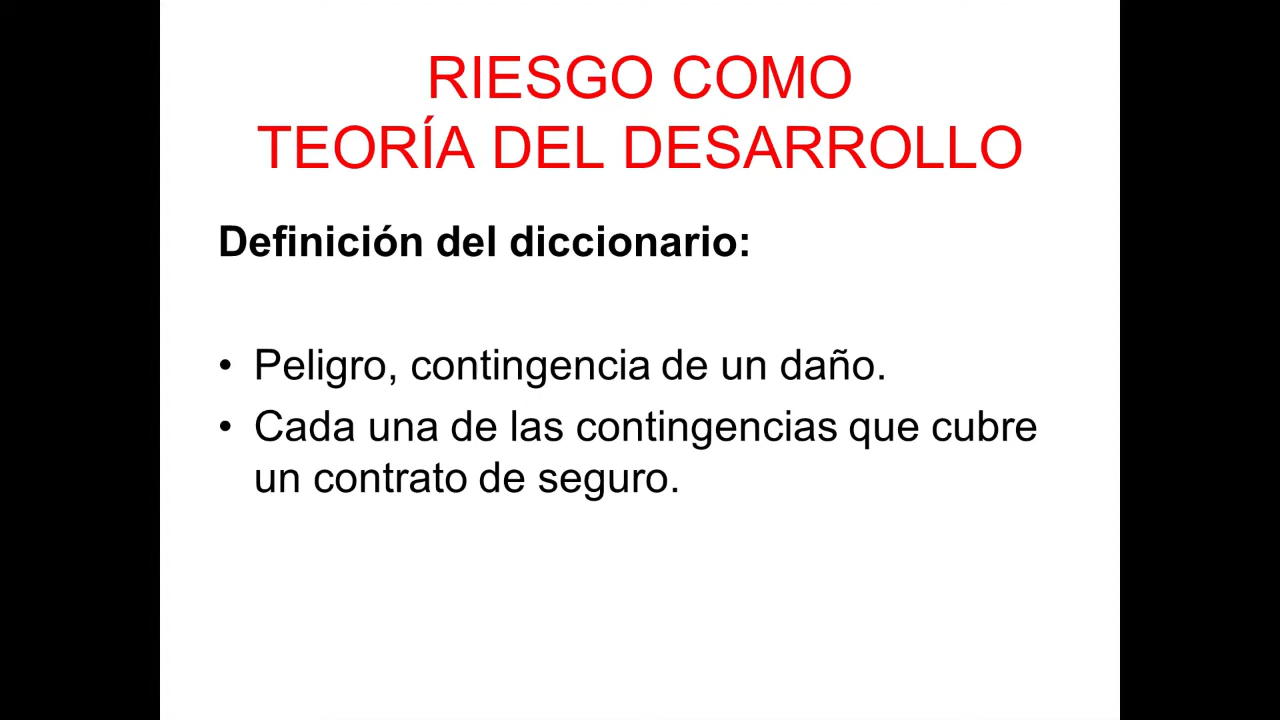 RIESGO COMO
TEORÍA DEL DESARROLLO
Definición del diccionario:
• Peligro, contingencia de un daño.
• Cada una de las contingencias que cubre
un contrato de seguro.